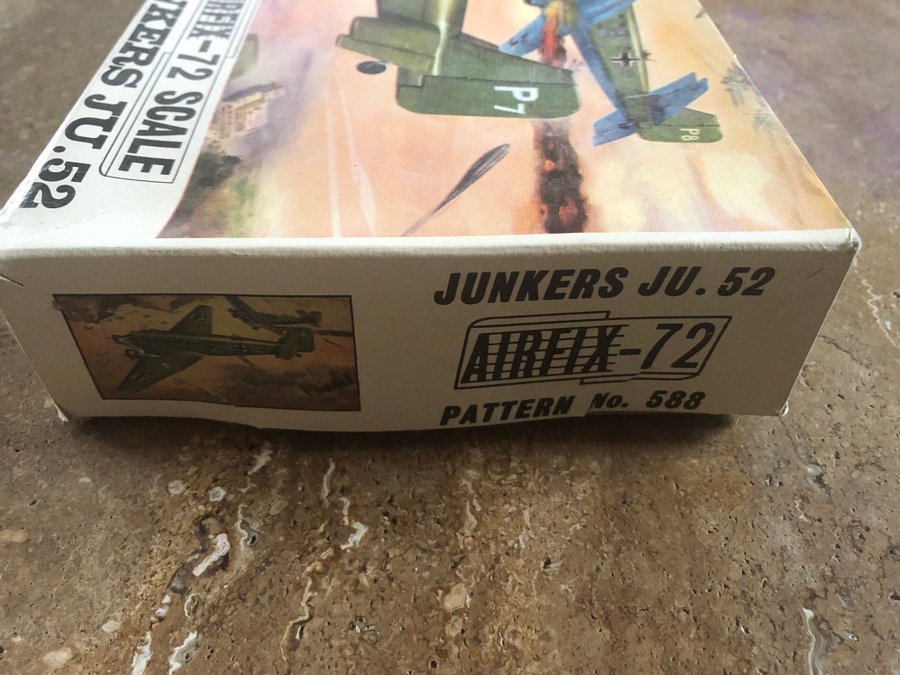 JU.52
-72 SCALE
P7
P8
JUNKERS JU. 52
AIRFIX-72
PATTERN No. 588